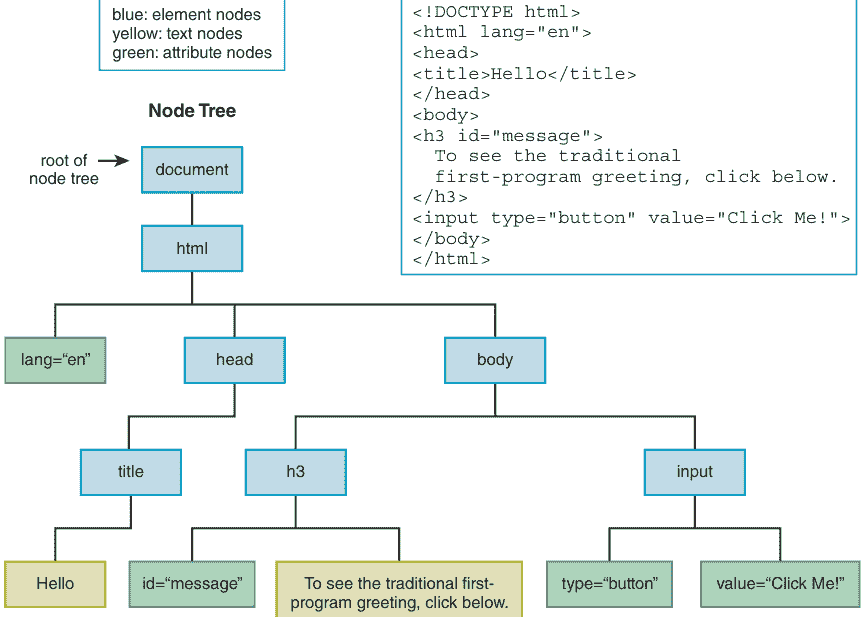 blue: element nodes
yellow: text nodes
green: attribute nodes
<!DOCTYPE html>
<html lang="en">
<head>
<title>Hello</title>
</head>
<body>
<h3 id="message">
  To see the traditional
  first-program greeting, click below.
</h3>
<input type="button" value="Click Me!">
</body>
</html>
Node Tree
root of
node tree
document
html
lang=“en”
head
body
title
h3
input
Hello
id=“message”
To see the traditional first-
program greeting, click below.
type=“button”
value=“Click Me!”